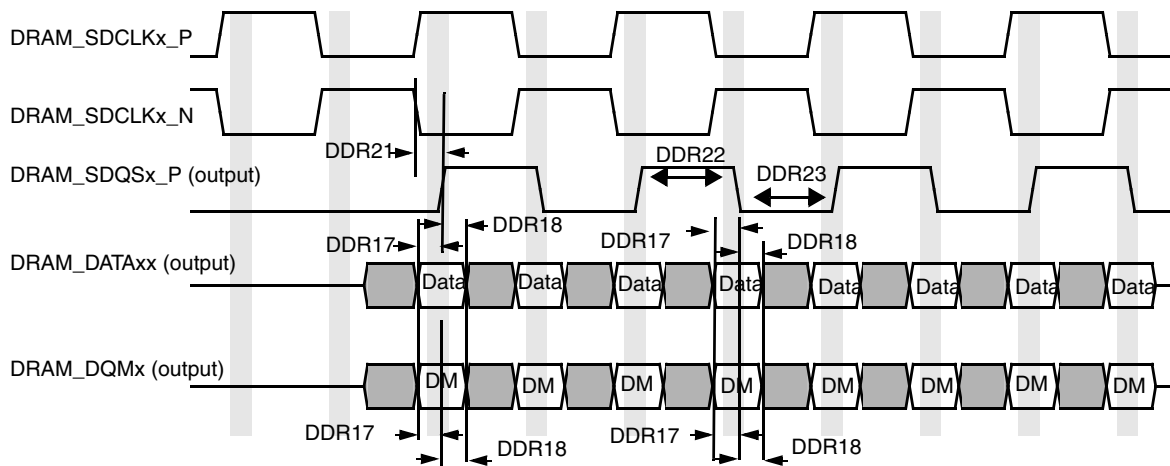 DRAM_SDCLKx_P
DRAM_SDCLKx_N
DDR21
DDR22
DDR23
DRAM_SDQSx_P (output)
DDR17
DDR18
DDR17
DDR18
DRAM_DATAxx (output)
Data
Data
Data
Data
Data
Data
Data
Data
DRAM_DQMx (output)
DM
DM
DM
DM
DM
DM
DM
DM
DDR17
DDR18
DDR17
DDR18